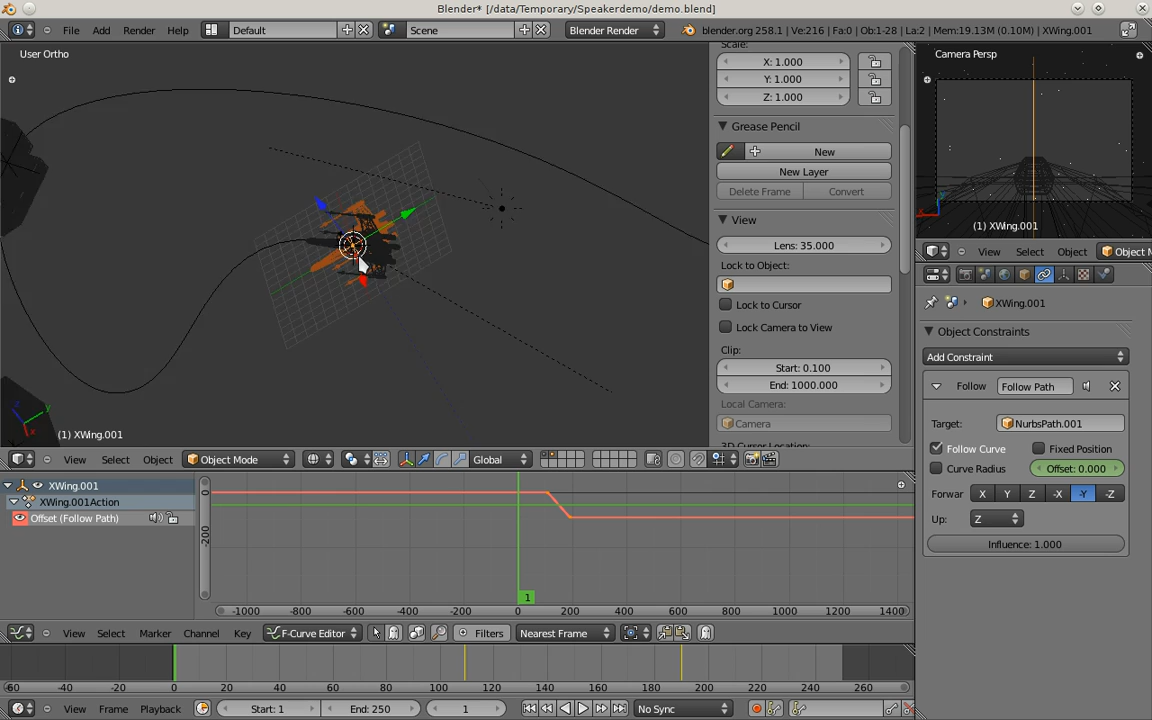 Blender* [/data/Temporary/Speakerdemo/demo.blend]
File Add Render Help Default Scene Blender Render blender.org 258.1 | Ve:216 | Fa:0 | Ob:1-28 | La:2 | Mem:19.13M (0.10M) | XWing.001
User Ortho
(1) XWing.001
z y x
Scale:
X: 1.000
Y: 1.000
Z: 1.000
Grease Pencil
New
New Layer
Delete Frame Convert
View
Lens: 35.000
Lock to Object:
Lock to Cursor
Lock Camera to View
Clip:
Start: 0.100
End: 1000.000
Local Camera:
Camera
3D Cursor Location:
Camera Persp
(1) XWing.001
View Select Object Object M
XWing.001
Object Constraints
Add Constraint
Follow Follow Path
Target: NurbsPath.001
Follow Curve Fixed Position
Curve Radius Offset: 0.000
Forwar X Y Z -X -Y -Z
Up: Z
Influence: 1.000
View Select Object Object Mode Global
XWing.001
XWing.001Action
Offset (Follow Path)
0
-200
1
-1000 -800 -600 -400 -200 0 200 400 600 800 1000 1200 1400
View Select Marker Channel Key F-Curve Editor Filters Nearest Frame
-60 -40 -20 0 20 40 60 80 100 120 140 160 180 200 220 240 260
View Frame Playback Start: 1 End: 250 1 No Sync